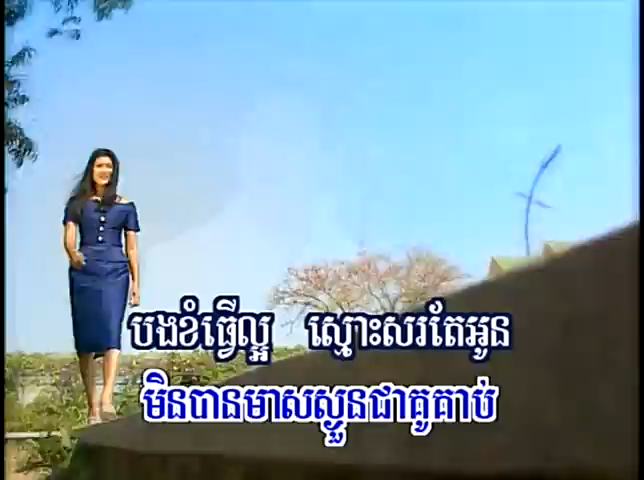 បងខំធ្វើល្អ ស្មោះសរតែអូន
មិនបានមាសស្ងួនជាគូគាប់